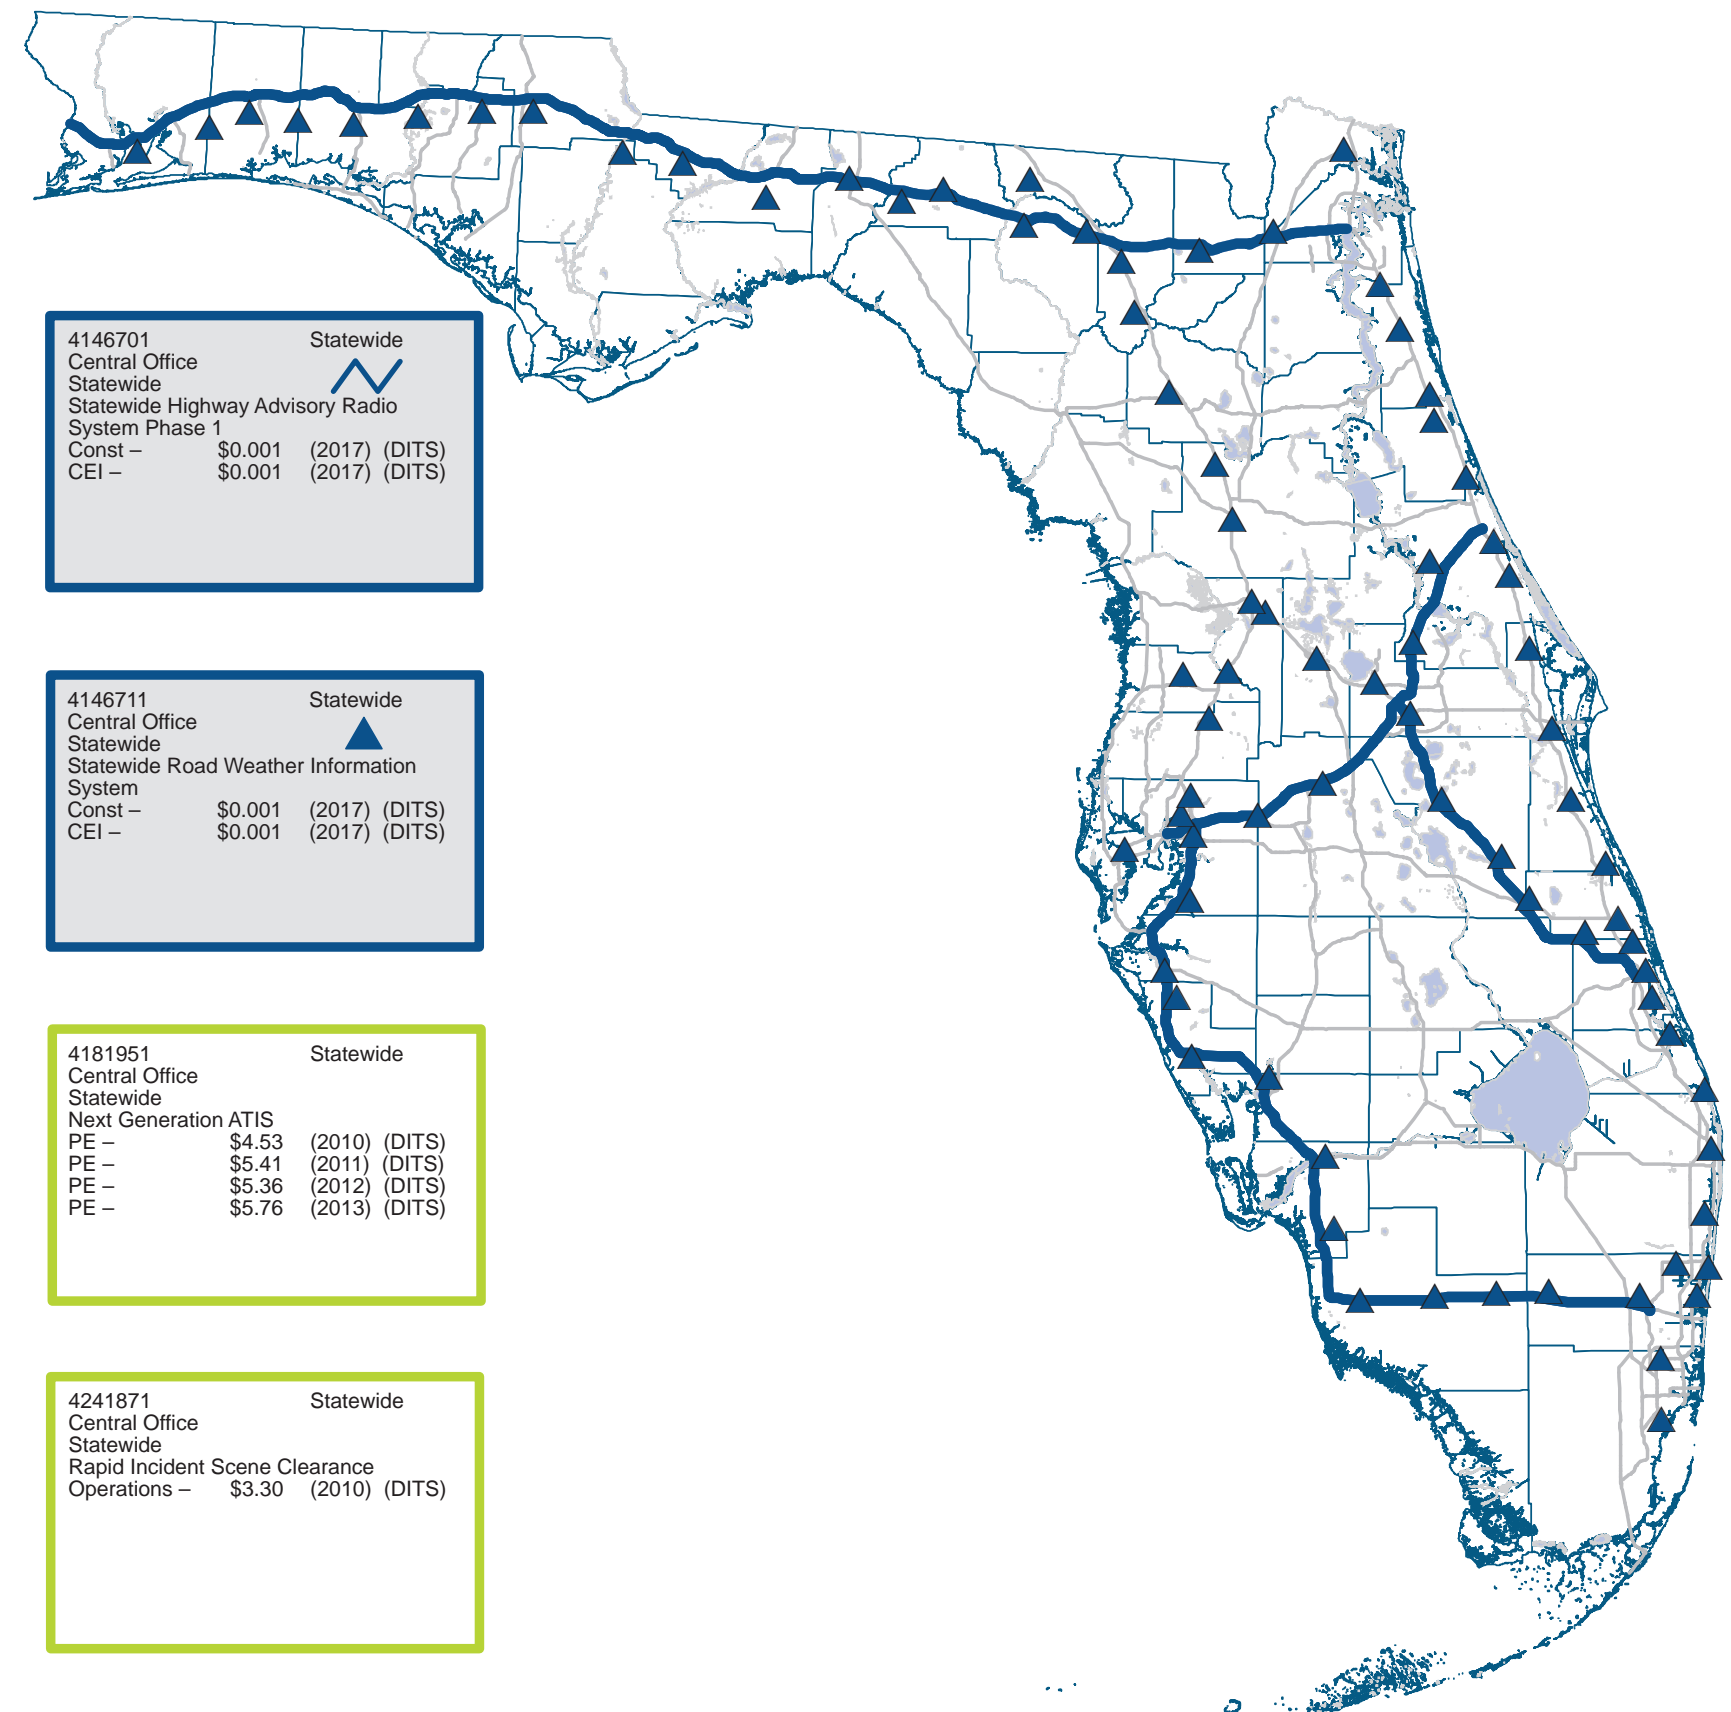 4146701 Statewide
Central Office
Statewide
Statewide Highway Advisory Radio
System Phase 1
Const – $0.001 (2017) (DITS)
CEI – $0.001 (2017) (DITS)
4146711 Statewide
Central Office
Statewide
Statewide Road Weather Information
System
Const – $0.001 (2017) (DITS)
CEI – $0.001 (2017) (DITS)
4181951 Statewide
Central Office
Statewide
Next Generation ATIS
PE – $4.53 (2010) (DITS)
PE – $5.41 (2011) (DITS)
PE – $5.36 (2012) (DITS)
PE – $5.76 (2013) (DITS)
4241871 Statewide
Central Office
Statewide
Rapid Incident Scene Clearance
Operations – $3.30 (2010) (DITS)